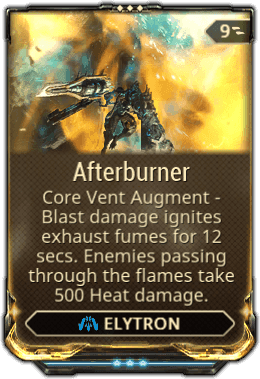 9
Afterburner
Core Vent Augment -
Blast damage ignites
exhaust fumes for 12
secs. Enemies passing
through the flames take
500 Heat damage.
ELYTRON